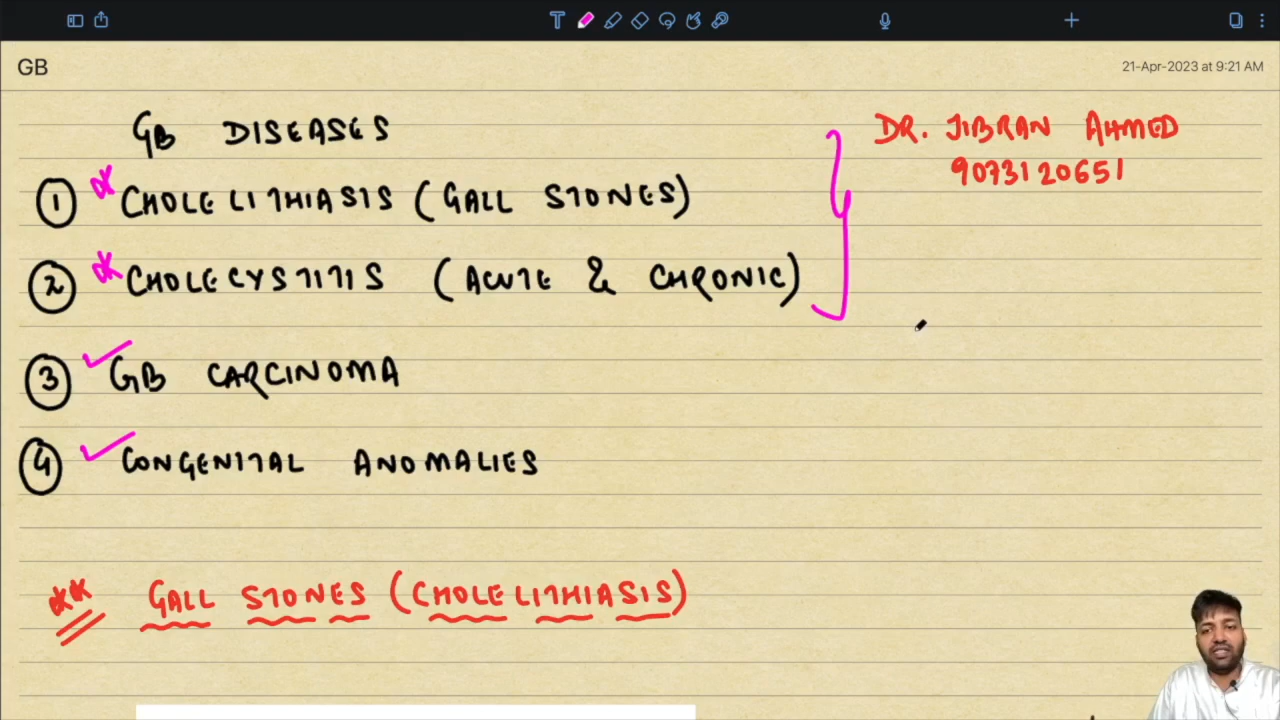 GB
21-Apr-2023 at 9:21 AM
GB DISEASES
DR. JIBRAN AHMED
9073120651
1 CHOLELITHIASIS (GALL STONES)
2 CHOLECYSTITIS (ACUTE & CHRONIC)
3 GB CARCINOMA
4 CONGENITAL ANOMALIES
GALL STONES (CHOLELITHIASIS)